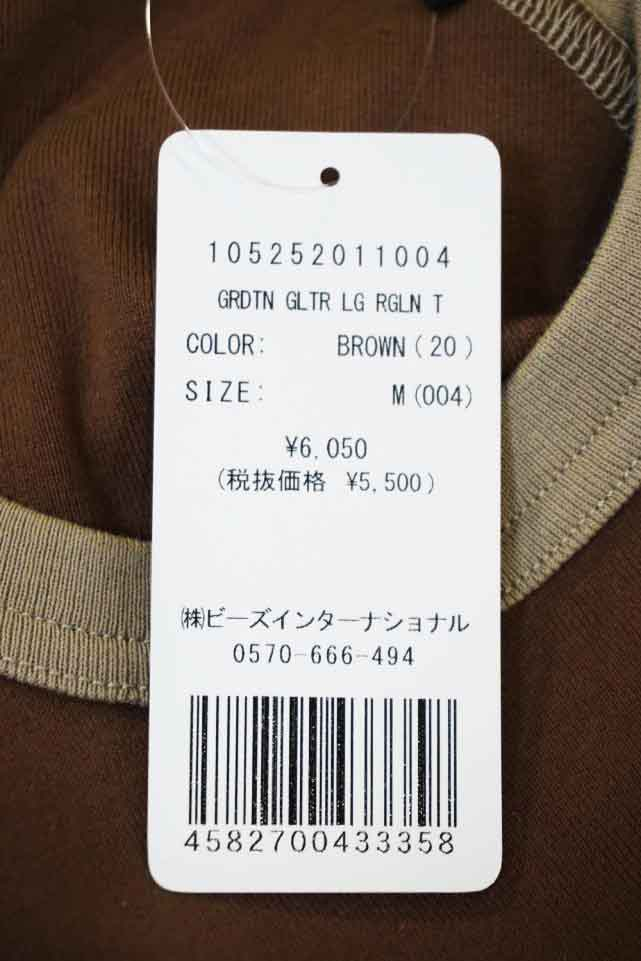 105252011004
GRDTN GLTR LG RGLN T
COLOR: BROWN(20)
SIZE: M(004)
¥6,050
(税抜価格 ¥5,500)
㈱ビーズインターナショナル
0570-666-494
4582700433358